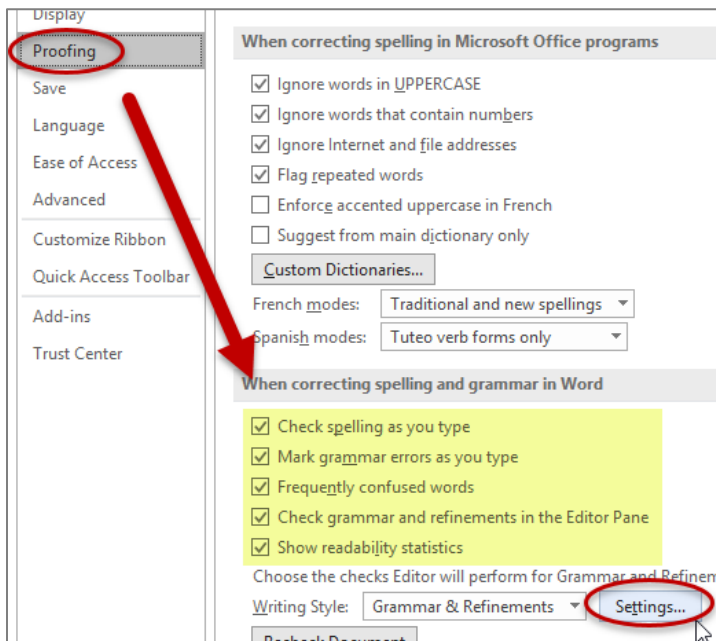 Display
Proofing
Save
Language
Ease of Access
Advanced
Customize Ribbon
Quick Access Toolbar
Add-ins
Trust Center
When correcting spelling in Microsoft Office programs
Ignore words in UPPERCASE
Ignore words that contain numbers
Ignore Internet and file addresses
Flag repeated words
Enforce accented uppercase in French
Suggest from main dictionary only
Custom Dictionaries...
French modes: Traditional and new spellings
Spanish modes: Tuteo verb forms only
When correcting spelling and grammar in Word
Check spelling as you type
Mark grammar errors as you type
Frequently confused words
Check grammar and refinements in the Editor Pane
Show readability statistics
Choose the checks Editor will perform for Grammar and Refinem
Writing Style: Grammar & Refinements Settings...
Recheck Document